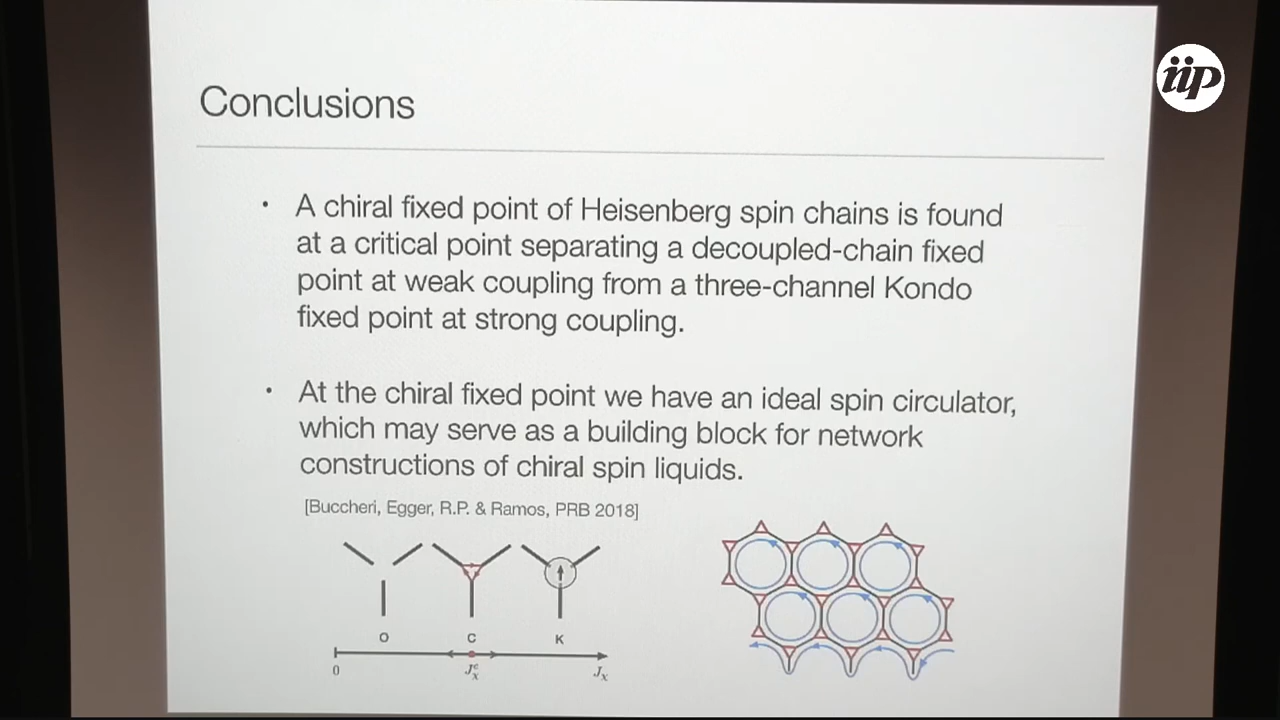 iip
Conclusions
• A chiral fixed point of Heisenberg spin chains is found
at a critical point separating a decoupled-chain fixed
point at weak coupling from a three-channel Kondo
fixed point at strong coupling.
• At the chiral fixed point we have an ideal spin circulator,
which may serve as a building block for network
constructions of chiral spin liquids.
[Buccheri, Egger, R.P. & Ramos, PRB 2018]
O C K
0 J_χ^c J_χ